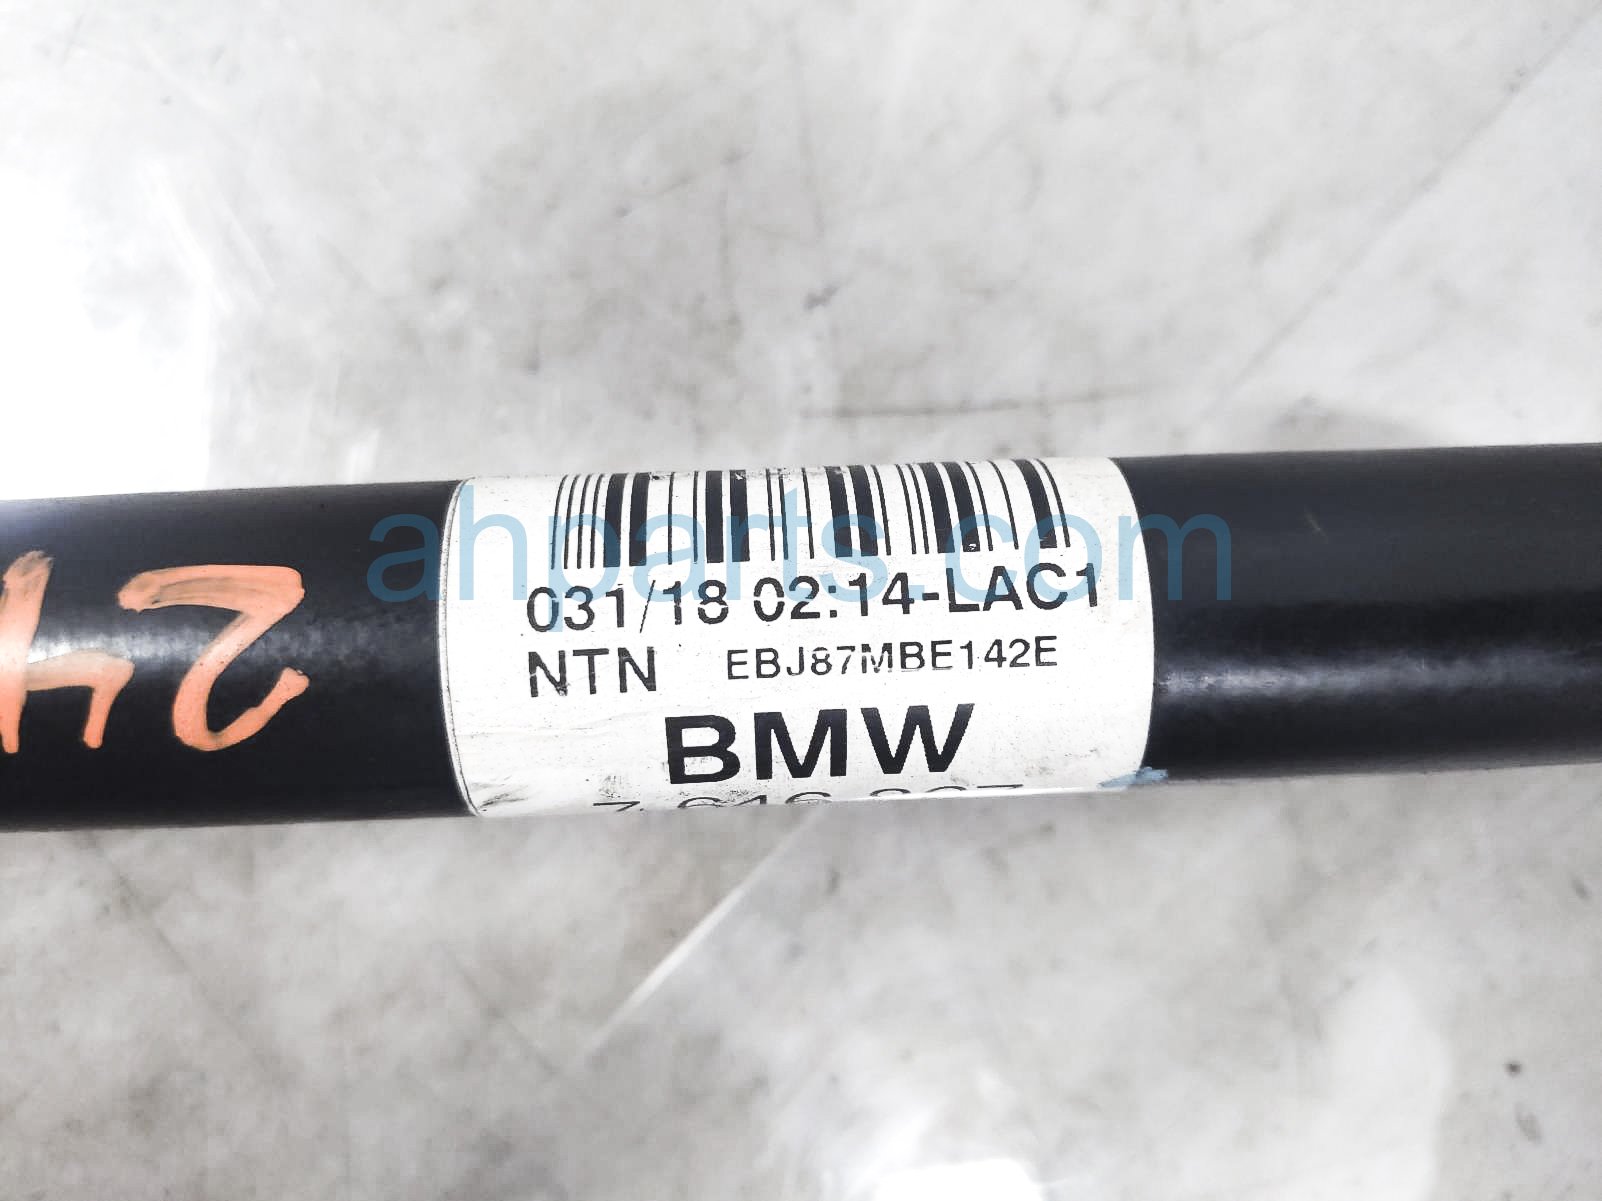 031/18 02:14-LAC1
NTN EBJ87MBE142E
BMW
ahparts.com